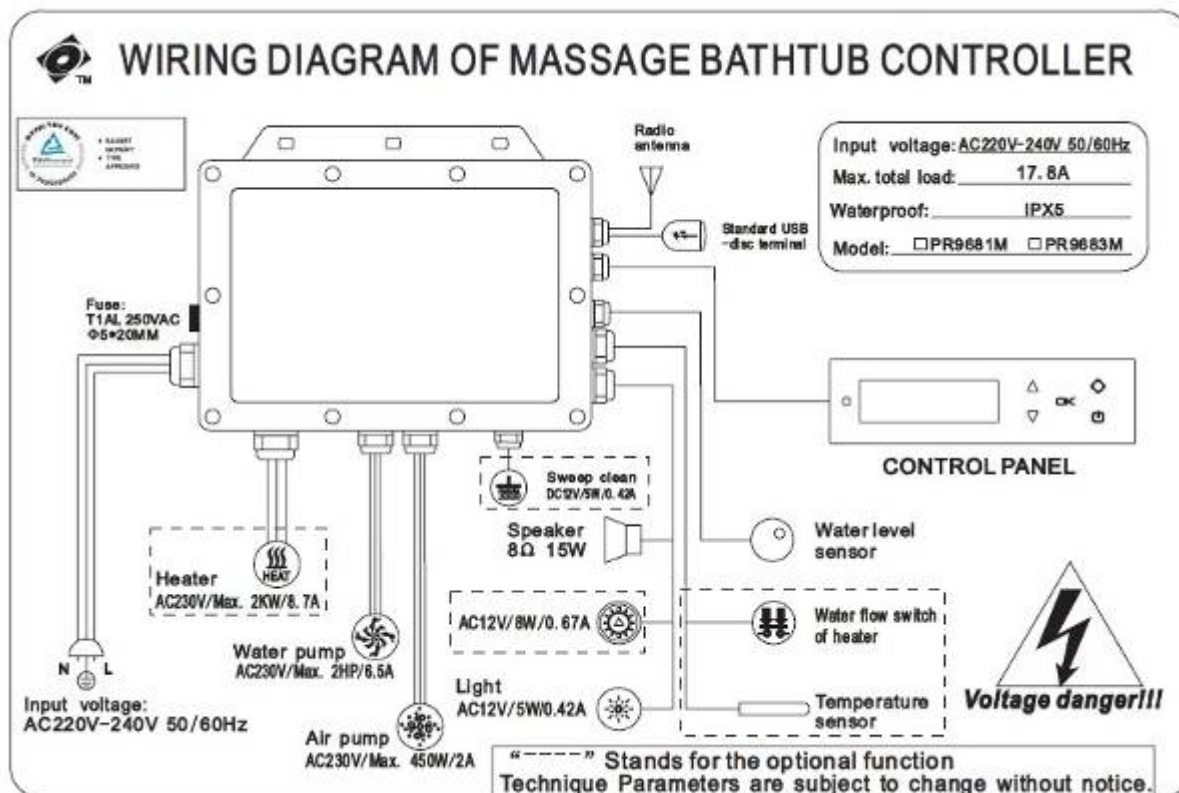 WIRING DIAGRAM OF MASSAGE BATHTUB CONTROLLER
TM
Radio
antenna
Standard USB
-disc terminal
Input voltage: AC220V-240V 50/60Hz
Max. total load: 17.8A
Waterproof: IPX5
Model: □PR9681M □PR9683M
Fuse:
T1AL 250VAC
Φ5*20MM
OK
CONTROL PANEL
Sweep clean
DC12V/5W/0.42A
Speaker
8Ω 15W
Water level
sensor
HEAT
Heater
AC230V/Max. 2KW/8.7A
AC12V/8W/0.67A
Water flow switch
of heater
Water pump
AC230V/Max. 2HP/6.5A
N L
Input voltage:
AC220V-240V 50/60Hz
Light
AC12V/5W/0.42A
Temperature
sensor
Voltage danger!!!
Air pump
AC230V/Max. 450W/2A
"----" Stands for the optional function
Technique Parameters are subject to change without notice.